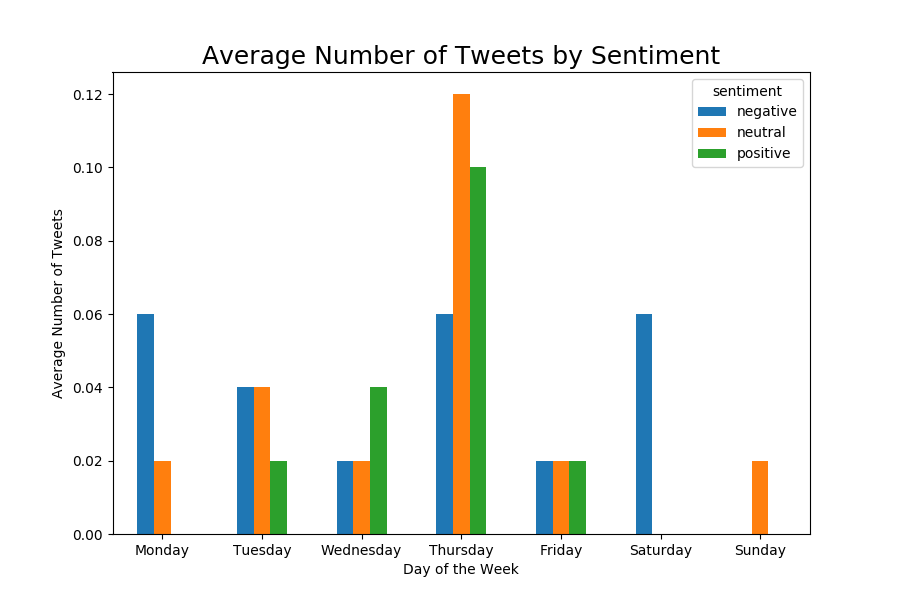 Average Number of Tweets by Sentiment
sentiment
negative
neutral
positive
Average Number of Tweets
0.12
0.10
0.08
0.06
0.04
0.02
0.00
Monday Tuesday Wednesday Thursday Friday Saturday Sunday
Day of the Week